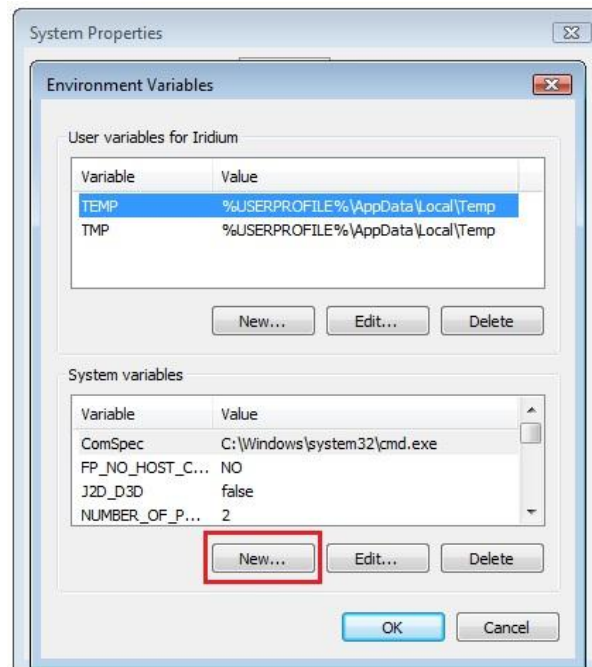 System Properties
Environment Variables
User variables for Iridium
Variable Value
TEMP %USERPROFILE%\AppData\Local\Temp
TMP %USERPROFILE%\AppData\Local\Temp
New... Edit... Delete
System variables
Variable Value
ComSpec C:\Windows\system32\cmd.exe
FP_NO_HOST_C... NO
J2D_D3D false
NUMBER_OF_P... 2
New... Edit... Delete
OK Cancel